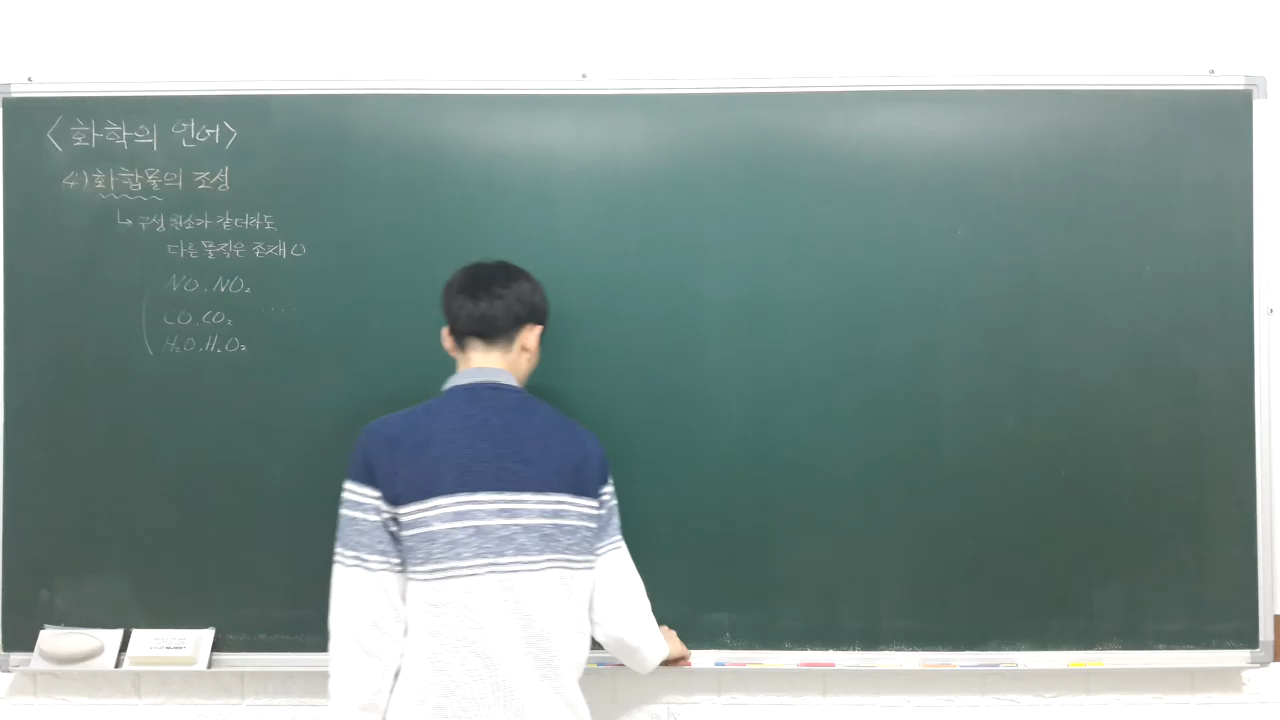 <화학의 언어>
4) 화합물의 조성
↳ 구성 원소가 같더라도
다른 물질은 존재 O
NO, NO₂
CO, CO₂ ....
H₂O, H₂O₂